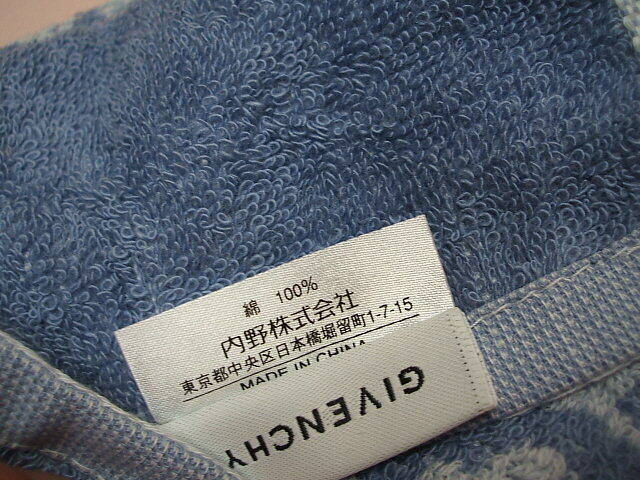 綿 100%
内野株式会社
東京都中央区日本橋堀留町1-7-15
MADE IN CHINA
GIVENCHY